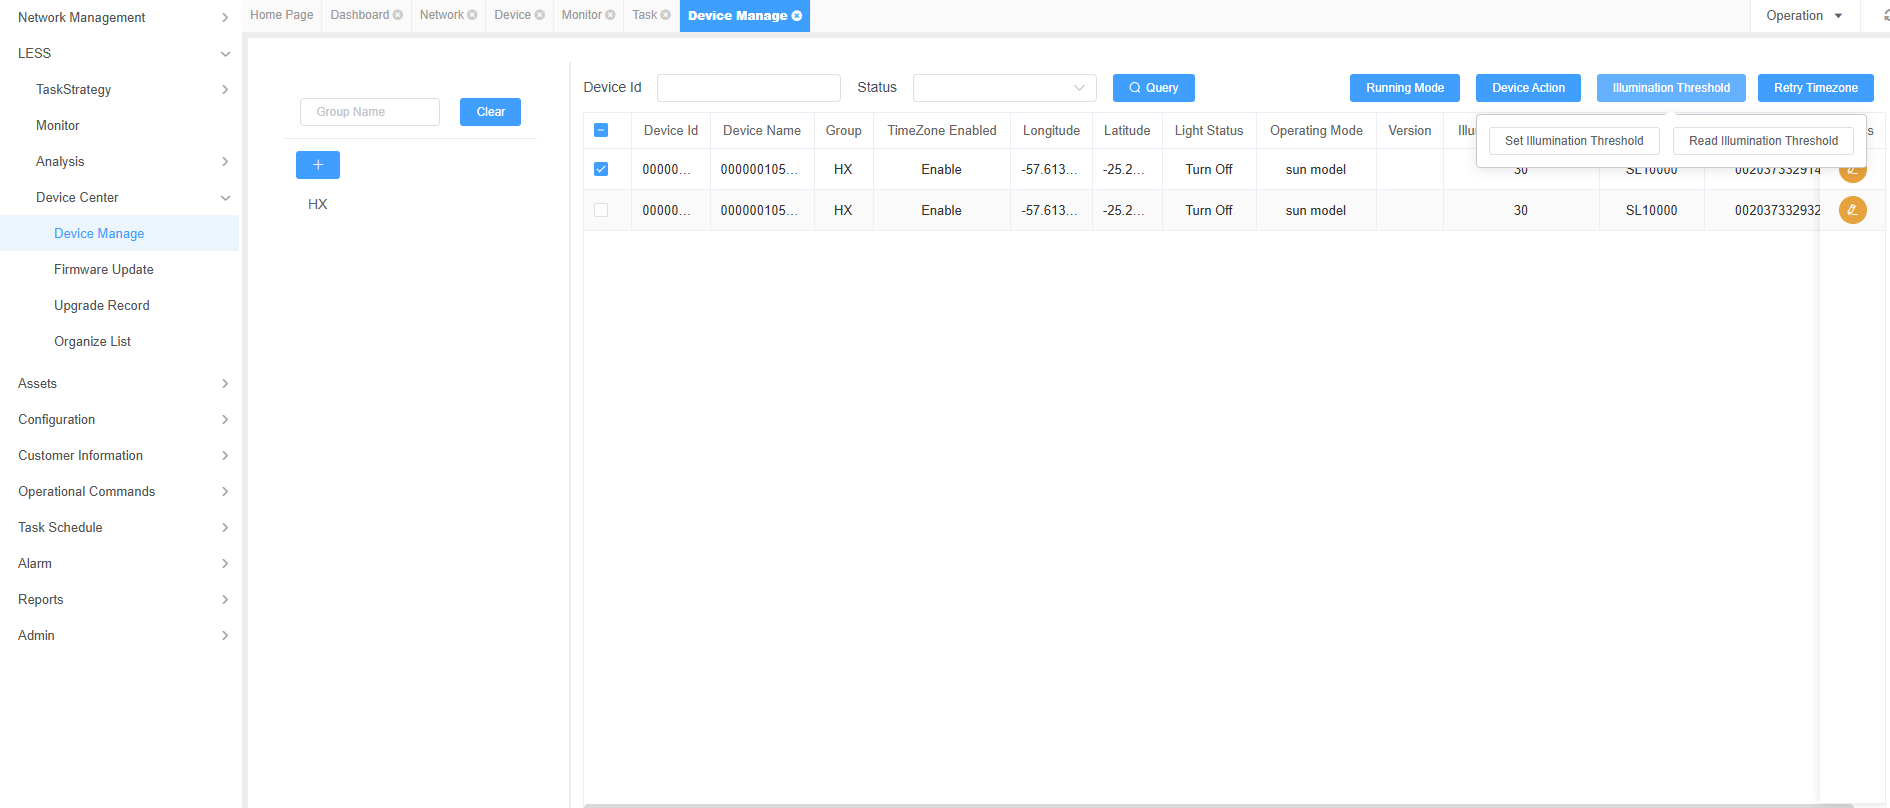 Network Management
LESS
TaskStrategy
Monitor
Analysis
Device Center
Device Manage
Firmware Update
Upgrade Record
Organize List
Assets
Configuration
Customer Information
Operational Commands
Task Schedule
Alarm
Reports
Admin
Home Page Dashboard Network Device Monitor Task Device Manage Operation
Group Name Clear
+
HX
Device Id Status Query Running Mode Device Action Illumination Threshold Retry Timezone
Device Id Device Name Group TimeZone Enabled Longitude Latitude Light Status Operating Mode Version Illu s
Set Illumination Threshold Read Illumination Threshold
00000... 000000105... HX Enable -57.613... -25.2... Turn Off sun model 30 SL10000 002037332914
00000... 000000105... HX Enable -57.613... -25.2... Turn Off sun model 30 SL10000 002037332932